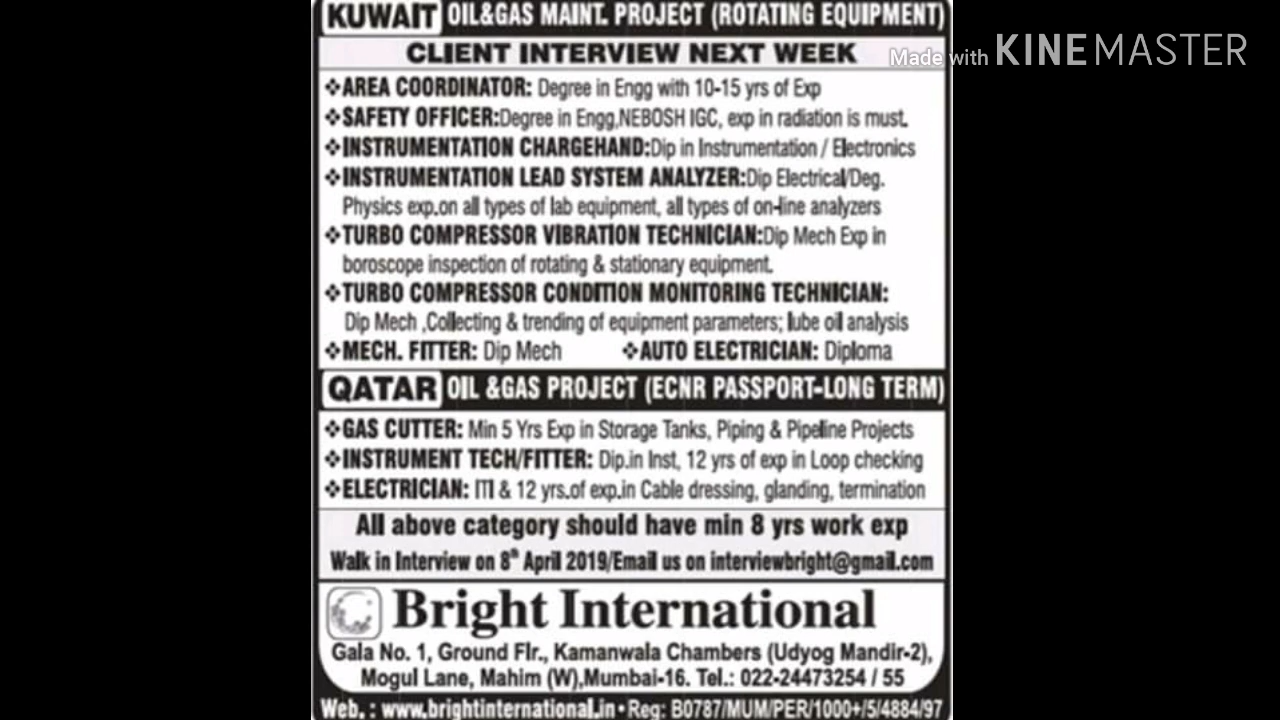 KUWAIT OIL&GAS MAINT. PROJECT (ROTATING EQUIPMENT)
CLIENT INTERVIEW NEXT WEEK
Made with KINEMASTER
❖AREA COORDINATOR: Degree in Engg with 10-15 yrs of Exp
❖SAFETY OFFICER:Degree in Engg,NEBOSH IGC, exp in radiation is must.
❖INSTRUMENTATION CHARGEHAND:Dip in Instrumentation / Electronics
❖INSTRUMENTATION LEAD SYSTEM ANALYZER:Dip Electrical/Deg.
Physics exp.on all types of lab equipment, all types of on-line analyzers
❖TURBO COMPRESSOR VIBRATION TECHNICIAN:Dip Mech Exp in
boroscope inspection of rotating & stationary equipment.
❖TURBO COMPRESSOR CONDITION MONITORING TECHNICIAN:
Dip Mech ,Collecting & trending of equipment parameters; lube oil analysis
❖MECH. FITTER: Dip Mech ❖AUTO ELECTRICIAN: Diploma
QATAR OIL &GAS PROJECT (ECNR PASSPORT-LONG TERM)
❖GAS CUTTER: Min 5 Yrs Exp in Storage Tanks, Piping & Pipeline Projects
❖INSTRUMENT TECH/FITTER: Dip.in Inst, 12 yrs of exp in Loop checking
❖ELECTRICIAN: ITI & 12 yrs.of exp.in Cable dressing, glanding, termination
All above category should have min 8 yrs work exp
Walk in Interview on 8th April 2019/Email us on interviewbright@gmail.com
Bright International
Gala No. 1, Ground Flr., Kamanwala Chambers (Udyog Mandir-2),
Mogul Lane, Mahim (W),Mumbai-16. Tel.: 022-24473254 / 55
Web. : www.brightinternational.in • Reg: B0787/MUM/PER/1000+/5/4884/97